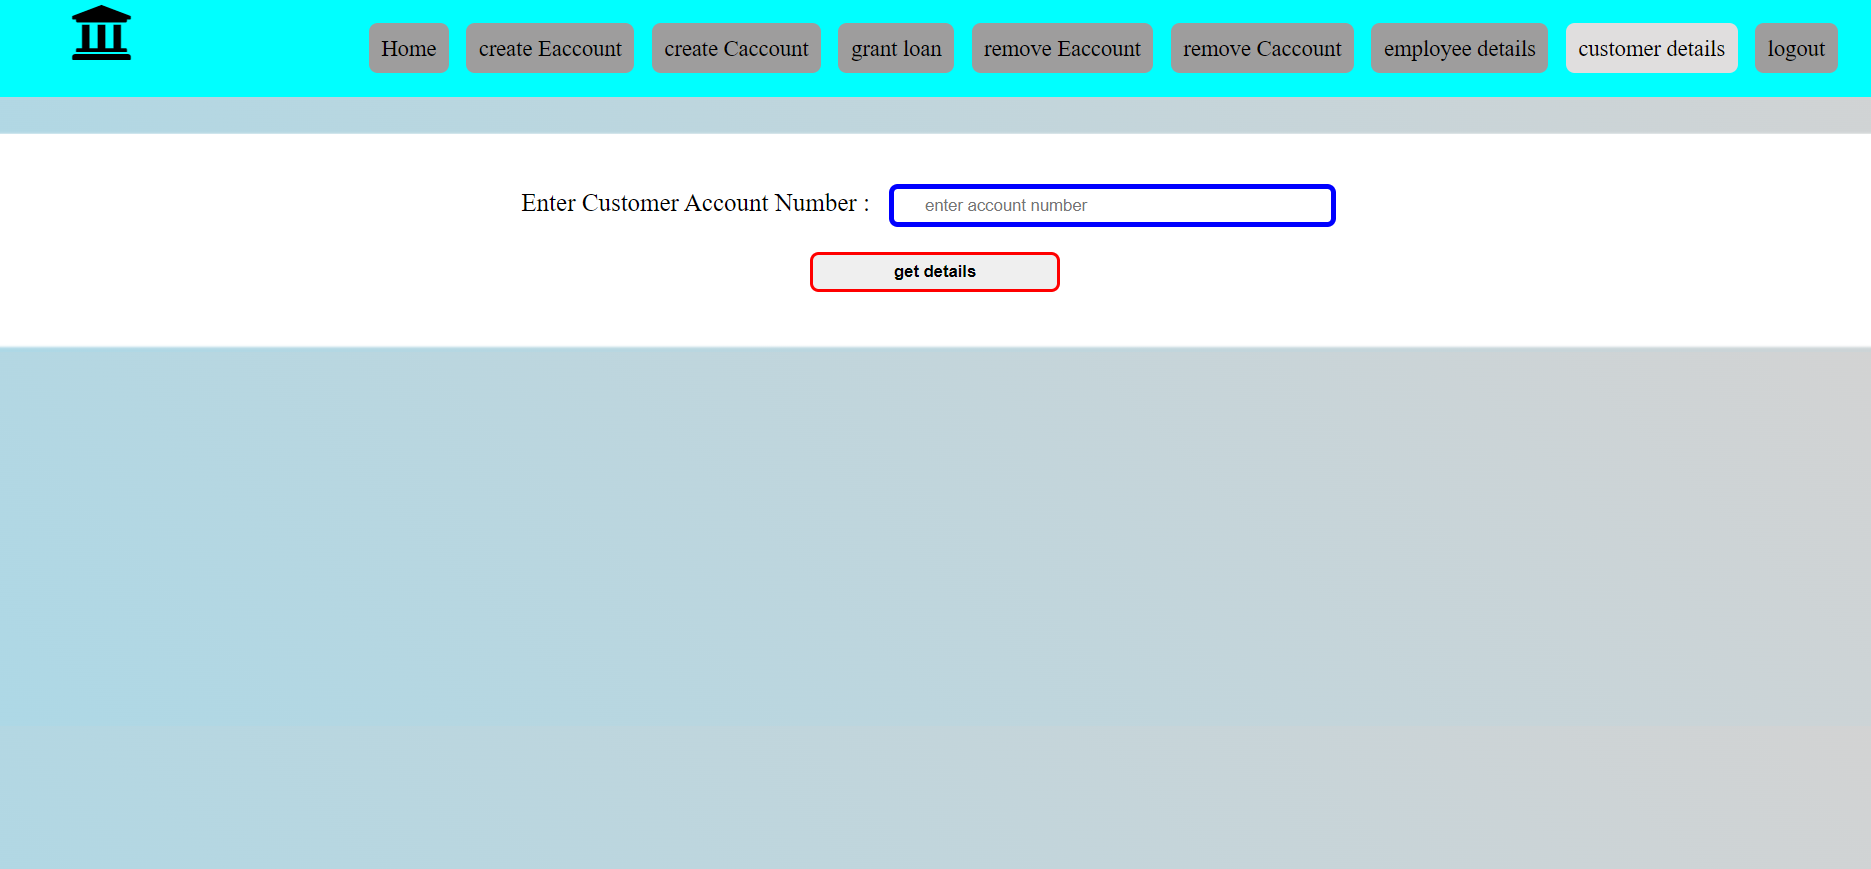 Home create Eaccount create Caccount grant loan remove Eaccount remove Caccount employee details customer details logout
Enter Customer Account Number : enter account number
get details